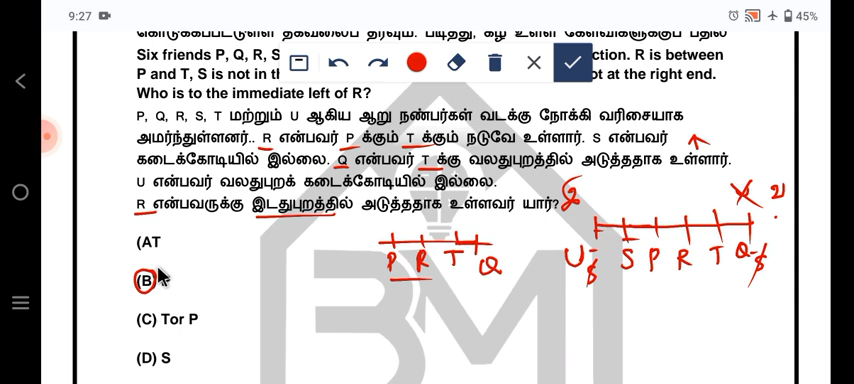 9:27
45%
Six friends P, Q, R, S
ction. R is between
P and T, S is not in th
ot at the right end.
Who is to the immediate left of R?
P, Q, R, S, T மற்றும் U ஆகிய ஆறு நண்பர்கள் வடக்கு நோக்கி வரிசையாக
அமர்ந்துள்ளனர்.. R என்பவர் P க்கும் T க்கும் நடுவே உள்ளார். S என்பவர்
கடைக்கோடியில் இல்லை. Q என்பவர் T க்கு வலதுபுறத்தில் அடுத்ததாக உள்ளார்.
U என்பவர் வலதுபுறக் கடைக்கோடியில் இல்லை.
R என்பவருக்கு இடதுபுறத்தில் அடுத்ததாக உள்ளவர் யார்?
இ வ
P R T Q
U S P R T Q
(AT
(B)
(C) Tor P
(D) S